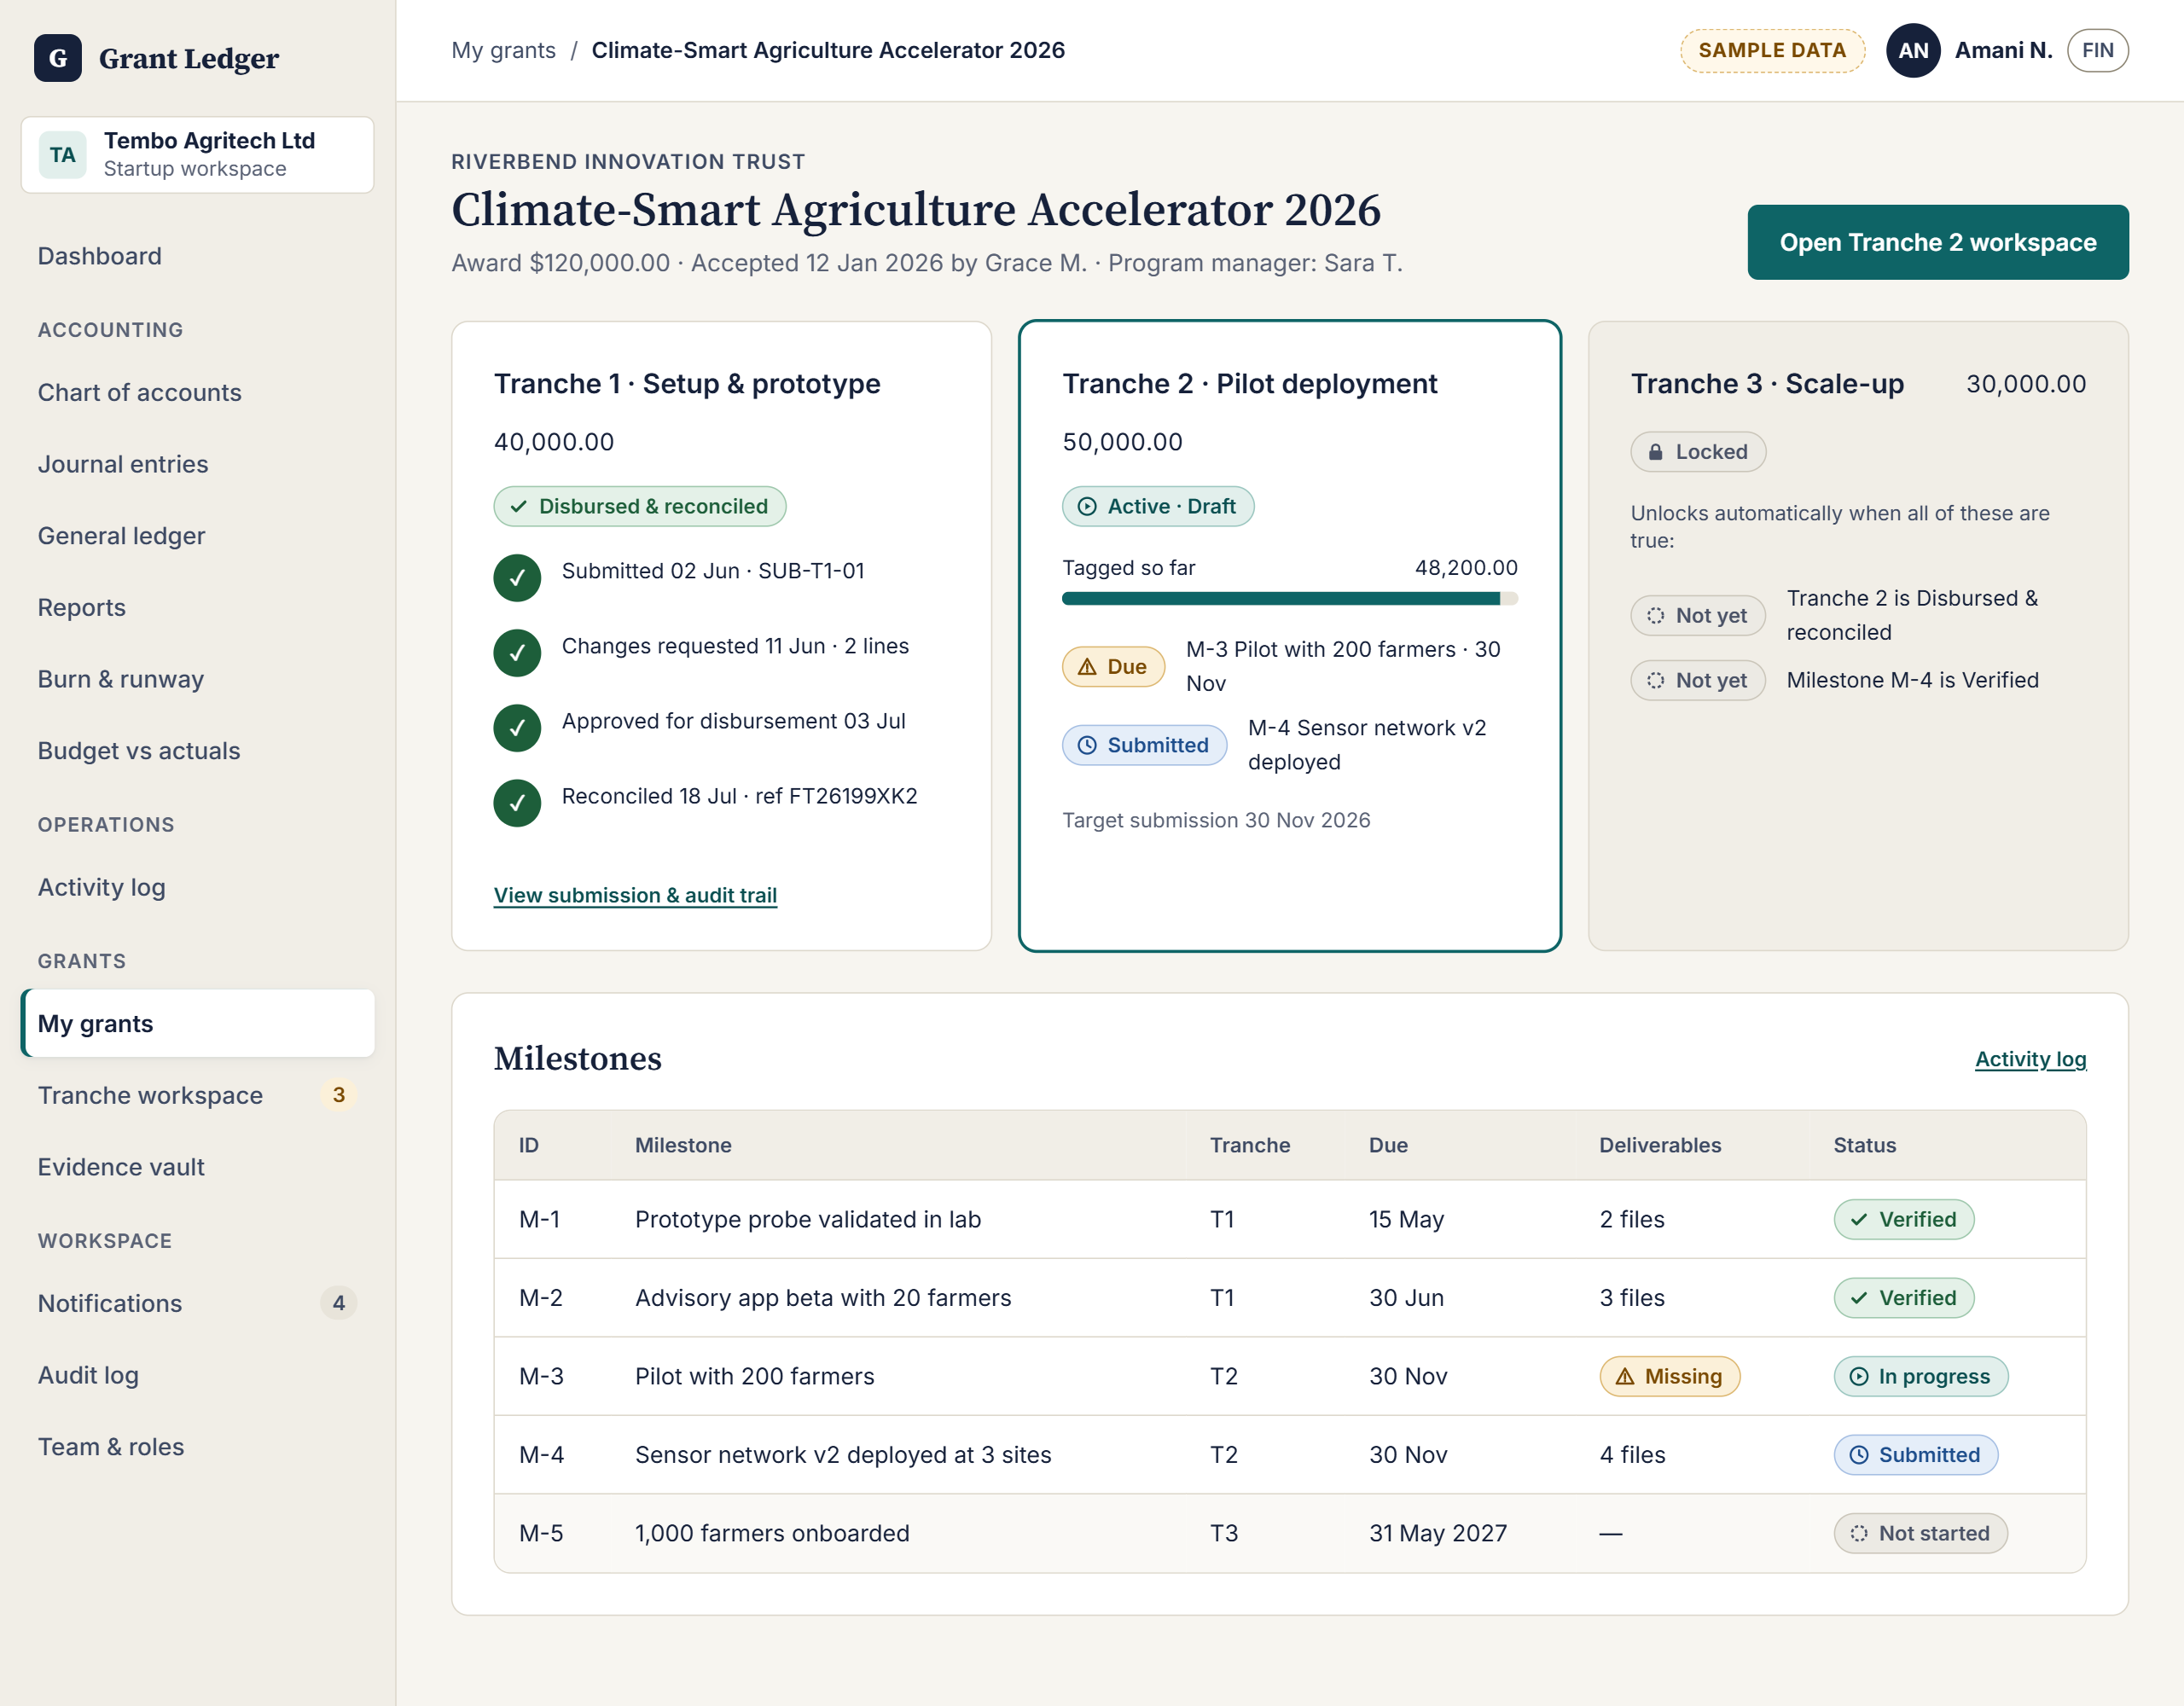 G Grant Ledger
TA Tembo Agritech Ltd
Startup workspace
Dashboard
ACCOUNTING
Chart of accounts
Journal entries
General ledger
Reports
Burn & runway
Budget vs actuals
OPERATIONS
Activity log
GRANTS
My grants
Tranche workspace 3
Evidence vault
WORKSPACE
Notifications 4
Audit log
Team & roles
My grants / Climate-Smart Agriculture Accelerator 2026
SAMPLE DATA AN Amani N. FIN
RIVERBEND INNOVATION TRUST
Climate-Smart Agriculture Accelerator 2026
Award $120,000.00 · Accepted 12 Jan 2026 by Grace M. · Program manager: Sara T.
Open Tranche 2 workspace
Tranche 1 · Setup & prototype
40,000.00
Disbursed & reconciled
Submitted 02 Jun · SUB-T1-01
Changes requested 11 Jun · 2 lines
Approved for disbursement 03 Jul
Reconciled 18 Jul · ref FT26199XK2
View submission & audit trail
Tranche 2 · Pilot deployment
50,000.00
Active · Draft
Tagged so far 48,200.00
Due M-3 Pilot with 200 farmers · 30
Nov
Submitted M-4 Sensor network v2
deployed
Target submission 30 Nov 2026
Tranche 3 · Scale-up 30,000.00
Locked
Unlocks automatically when all of these are
true:
Not yet Tranche 2 is Disbursed &
reconciled
Not yet Milestone M-4 is Verified
Milestones Activity log
ID Milestone Tranche Due Deliverables Status
M-1 Prototype probe validated in lab T1 15 May 2 files Verified
M-2 Advisory app beta with 20 farmers T1 30 Jun 3 files Verified
M-3 Pilot with 200 farmers T2 30 Nov Missing In progress
M-4 Sensor network v2 deployed at 3 sites T2 30 Nov 4 files Submitted
M-5 1,000 farmers onboarded T3 31 May 2027 — Not started